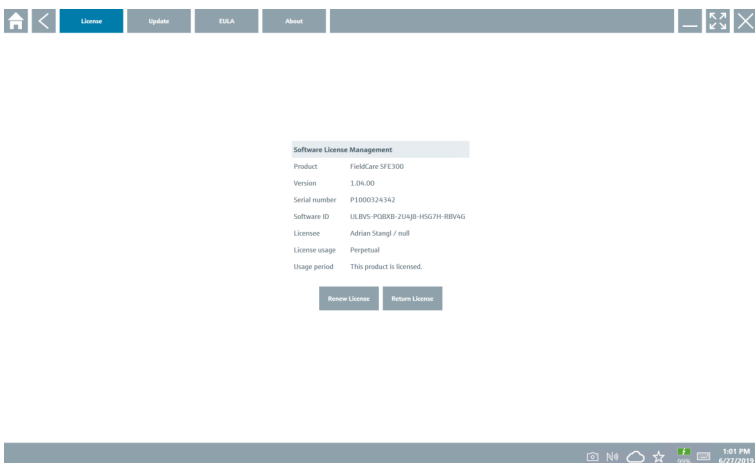 License Update EULA About
Software License Management
Product FieldCare SFE300
Version 1.04.00
Serial number P1000324342
Software ID ULBVS-PQBXB-2U4J8-HSG7H-RBV4G
Licensee Adrian Stangl / null
License usage Perpetual
Usage period This product is licensed.
Renew License Return License
1:01 PM
6/27/2018